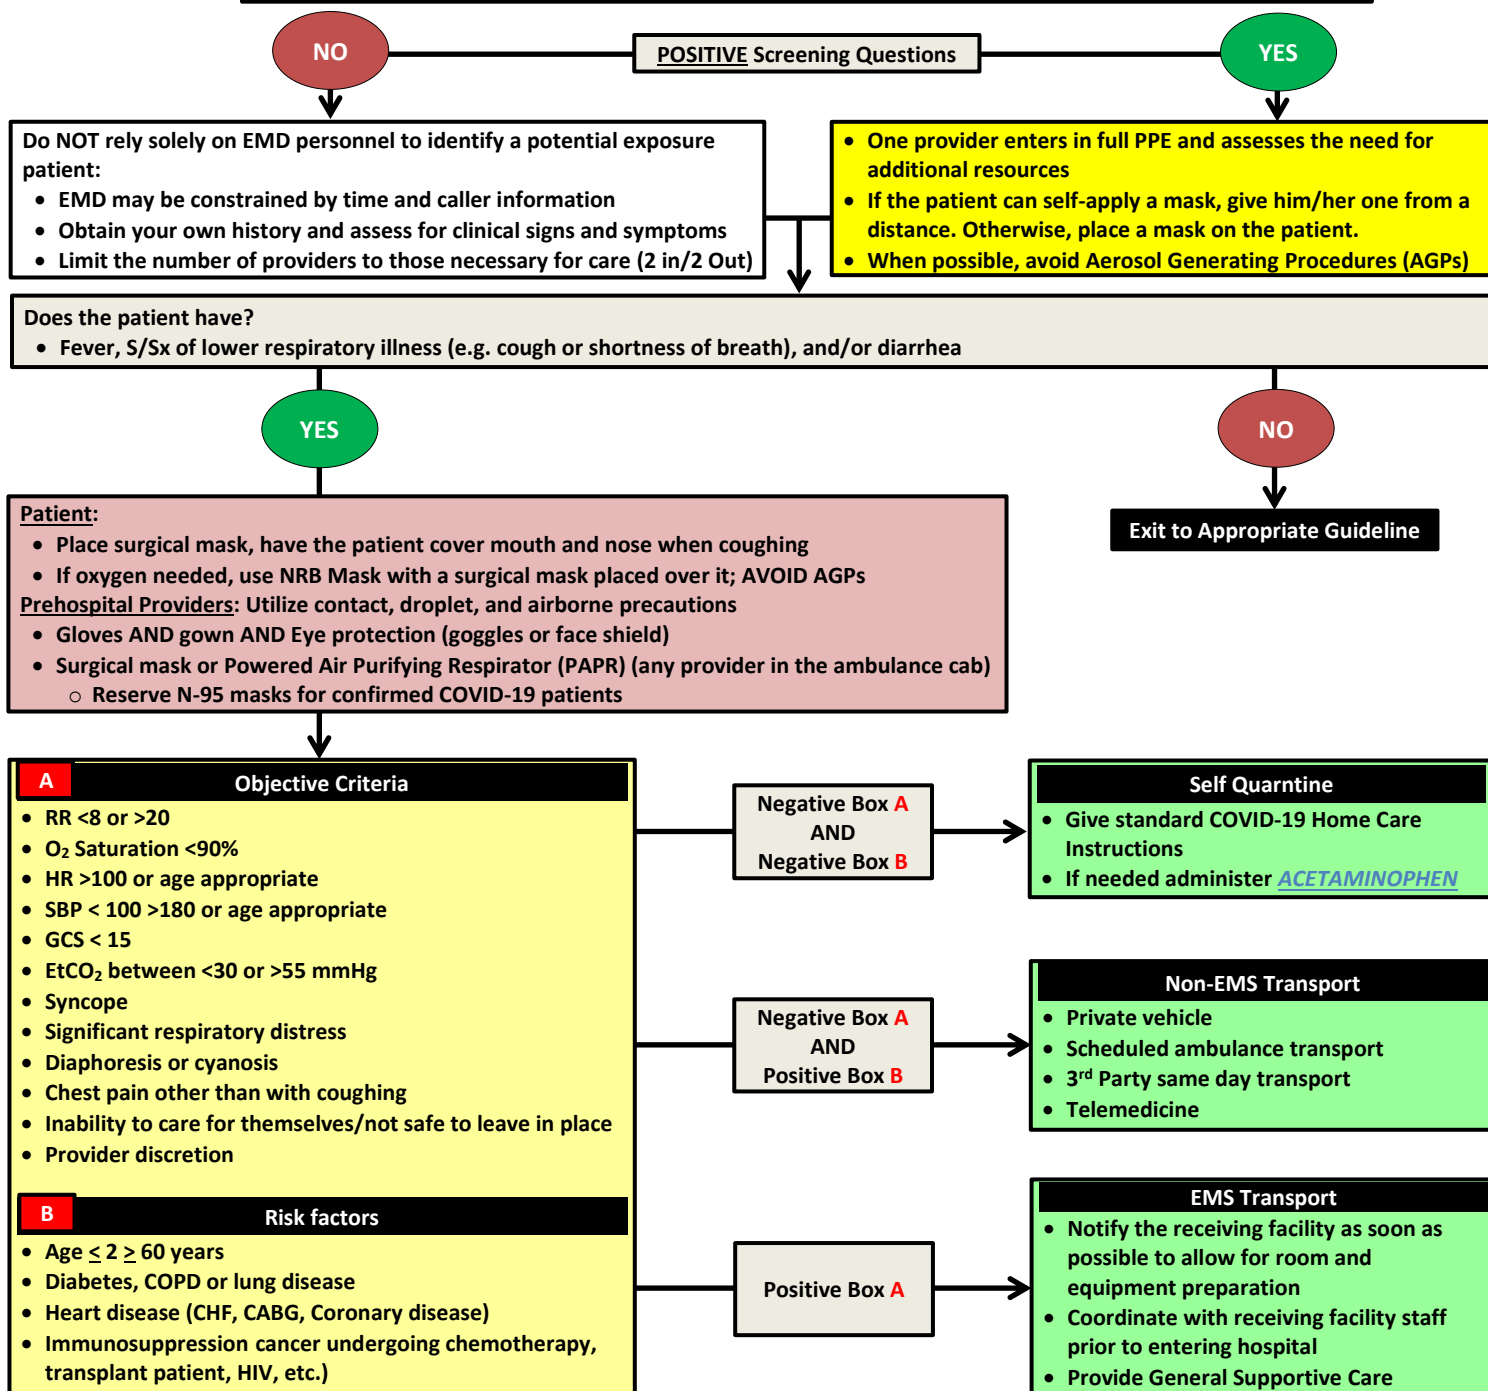 NO
POSITIVE Screening Questions
YES
Do NOT rely solely on EMD personnel to identify a potential exposure
patient:
• EMD may be constrained by time and caller information
• Obtain your own history and assess for clinical signs and symptoms
• Limit the number of providers to those necessary for care (2 in/2 Out)
• One provider enters in full PPE and assesses the need for
additional resources
• If the patient can self-apply a mask, give him/her one from a
distance. Otherwise, place a mask on the patient.
• When possible, avoid Aerosol Generating Procedures (AGPs)
Does the patient have?
• Fever, S/Sx of lower respiratory illness (e.g. cough or shortness of breath), and/or diarrhea
YES
NO
Exit to Appropriate Guideline
Patient:
• Place surgical mask, have the patient cover mouth and nose when coughing
• If oxygen needed, use NRB Mask with a surgical mask placed over it; AVOID AGPs
Prehospital Providers: Utilize contact, droplet, and airborne precautions
• Gloves AND gown AND Eye protection (goggles or face shield)
• Surgical mask or Powered Air Purifying Respirator (PAPR) (any provider in the ambulance cab)
○ Reserve N-95 masks for confirmed COVID-19 patients
A
Objective Criteria
• RR <8 or >20
• O₂ Saturation <90%
• HR >100 or age appropriate
• SBP < 100 >180 or age appropriate
• GCS < 15
• EtCO₂ between <30 or >55 mmHg
• Syncope
• Significant respiratory distress
• Diaphoresis or cyanosis
• Chest pain other than with coughing
• Inability to care for themselves/not safe to leave in place
• Provider discretion
B
Risk factors
• Age ≤ 2 ≥ 60 years
• Diabetes, COPD or lung disease
• Heart disease (CHF, CABG, Coronary disease)
• Immunosuppression cancer undergoing chemotherapy,
transplant patient, HIV, etc.)
Negative Box A
AND
Negative Box B
Self Quarntine
• Give standard COVID-19 Home Care
Instructions
• If needed administer ACETAMINOPHEN
Negative Box A
AND
Positive Box B
Non-EMS Transport
• Private vehicle
• Scheduled ambulance transport
• 3rd Party same day transport
• Telemedicine
Positive Box A
EMS Transport
• Notify the receiving facility as soon as
possible to allow for room and
equipment preparation
• Coordinate with receiving facility staff
prior to entering hospital
• Provide General Supportive Care